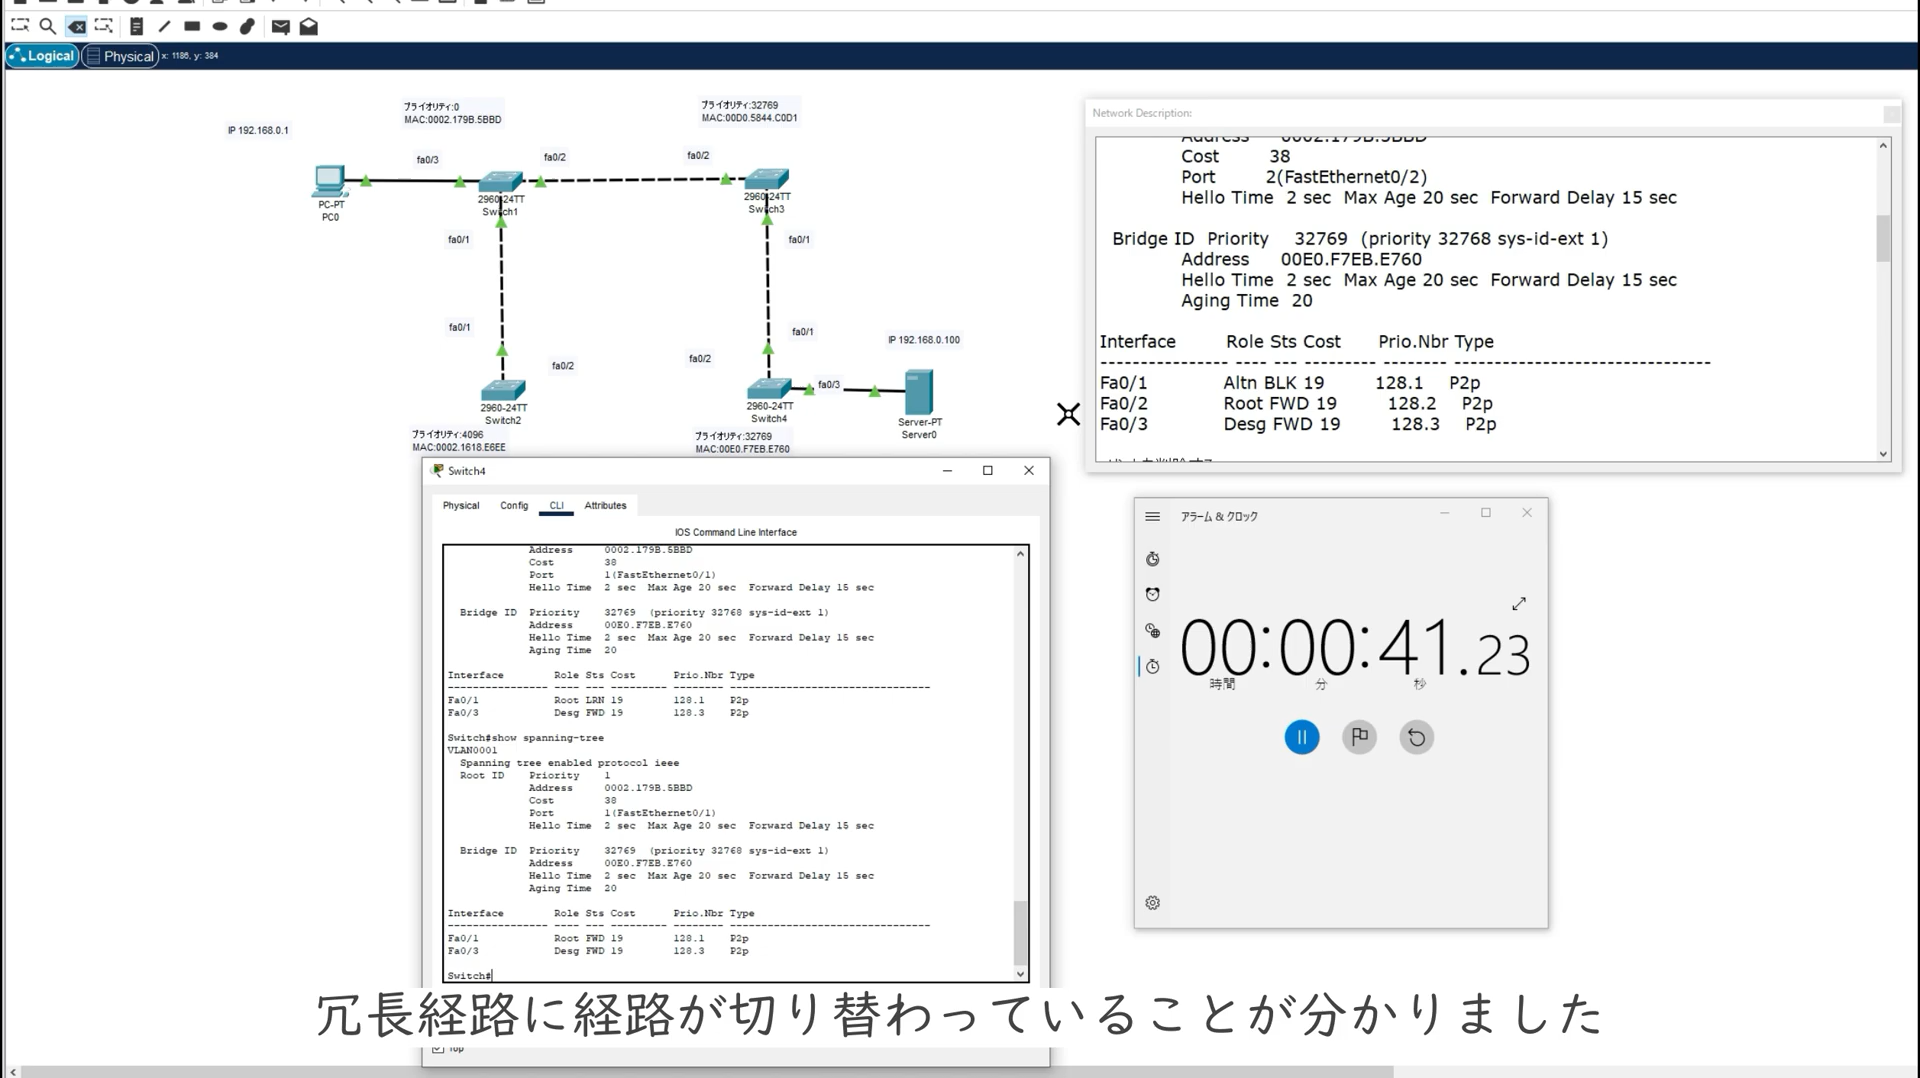 Logical
Physical
x: 1186, y: 384
プライオリティ:0
MAC:0002.179B.5BBD
プライオリティ:32769
MAC:00D0.5844.C0D1
IP 192.168.0.1
fa0/3
fa0/2
fa0/2
PC-PT
PC0
2960-24TT
Switch1
2960-24TT
Switch3
fa0/1
fa0/1
fa0/1
fa0/1
fa0/2
fa0/2
IP 192.168.0.100
fa0/3
2960-24TT
Switch2
2960-24TT
Switch4
Server-PT
Server0
プライオリティ:4096
MAC:0002.1618.E6EE
プライオリティ:32769
MAC:00E0.F7EB.E760
Network Description:
Address 0002.179B.5BBD
Cost 38
Port 2(FastEthernet0/2)
Hello Time 2 sec Max Age 20 sec Forward Delay 15 sec
Bridge ID Priority 32769 (priority 32768 sys-id-ext 1)
Address 00E0.F7EB.E760
Hello Time 2 sec Max Age 20 sec Forward Delay 15 sec
Aging Time 20
Interface Role Sts Cost Prio.Nbr Type
---------------- ---- --- --------- -------- --------------------------------
Fa0/1 Altn BLK 19 128.1 P2p
Fa0/2 Root FWD 19 128.2 P2p
Fa0/3 Desg FWD 19 128.3 P2p
Switch4
Physical Config CLI Attributes
IOS Command Line Interface
Address 0002.179B.5BBD
Cost 38
Port 1(FastEthernet0/1)
Hello Time 2 sec Max Age 20 sec Forward Delay 15 sec
Bridge ID Priority 32769 (priority 32768 sys-id-ext 1)
Address 00E0.F7EB.E760
Hello Time 2 sec Max Age 20 sec Forward Delay 15 sec
Aging Time 20
Interface Role Sts Cost Prio.Nbr Type
---------------- ---- --- --------- -------- --------------------------------
Fa0/1 Root LRN 19 128.1 P2p
Fa0/3 Desg FWD 19 128.3 P2p
Switch#show spanning-tree
VLAN0001
Spanning tree enabled protocol ieee
Root ID Priority 1
Address 0002.179B.5BBD
Cost 38
Port 1(FastEthernet0/1)
Hello Time 2 sec Max Age 20 sec Forward Delay 15 sec
Bridge ID Priority 32769 (priority 32768 sys-id-ext 1)
Address 00E0.F7EB.E760
Hello Time 2 sec Max Age 20 sec Forward Delay 15 sec
Aging Time 20
Interface Role Sts Cost Prio.Nbr Type
---------------- ---- --- --------- -------- --------------------------------
Fa0/1 Root FWD 19 128.1 P2p
Fa0/3 Desg FWD 19 128.3 P2p
Switch#
Top
アラーム & クロック
00:00:41.23
時間 分 秒
冗長経路に経路が切り替わっていることが分かりました